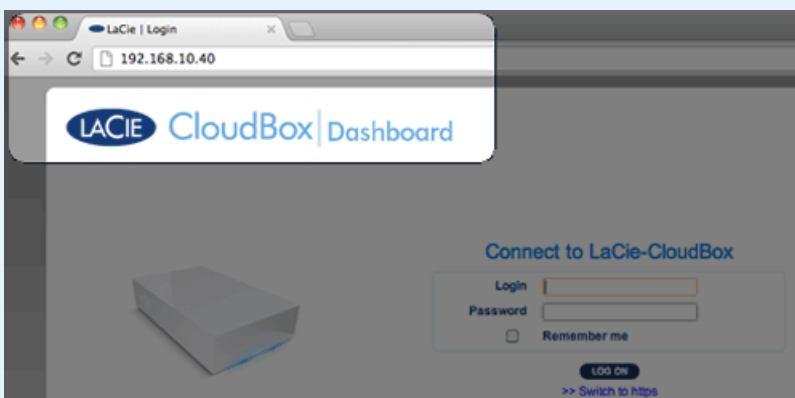 LaCie | Login
192.168.10.40
LACIE CloudBox Dashboard
Connect to LaCie-CloudBox
Login
Password
Remember me
LOG ON
>> Switch to https